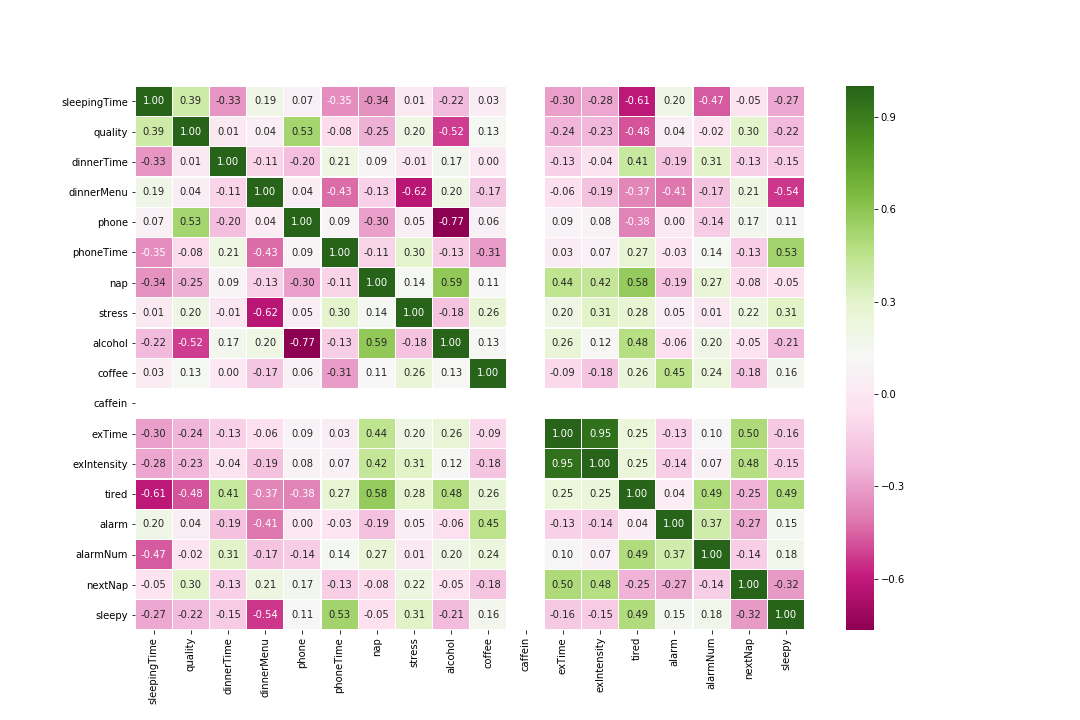 sleepingTime 1.00 0.39 -0.33 0.19 0.07 -0.35 -0.34 0.01 -0.22 0.03 -0.30 -0.28 -0.61 0.20 -0.47 -0.05 -0.27
0.9
quality 0.39 1.00 0.01 0.04 0.53 -0.08 -0.25 0.20 -0.52 0.13 -0.24 -0.23 -0.48 0.04 -0.02 0.30 -0.22
dinnerTime -0.33 0.01 1.00 -0.11 -0.20 0.21 0.09 -0.01 0.17 0.00 -0.13 -0.04 0.41 -0.19 0.31 -0.13 -0.15
dinnerMenu 0.19 0.04 -0.11 1.00 0.04 -0.43 -0.13 -0.62 0.20 -0.17 -0.06 -0.19 -0.37 -0.41 -0.17 0.21 -0.54
0.6
phone 0.07 0.53 -0.20 0.04 1.00 0.09 -0.30 0.05 -0.77 0.06 0.09 0.08 -0.38 0.00 -0.14 0.17 0.11
phoneTime -0.35 -0.08 0.21 -0.43 0.09 1.00 -0.11 0.30 -0.13 -0.31 0.03 0.07 0.27 -0.03 0.14 -0.13 0.53
nap -0.34 -0.25 0.09 -0.13 -0.30 -0.11 1.00 0.14 0.59 0.11 0.44 0.42 0.58 -0.19 0.27 -0.08 -0.05
0.3
stress 0.01 0.20 -0.01 -0.62 0.05 0.30 0.14 1.00 -0.18 0.26 0.20 0.31 0.28 0.05 0.01 0.22 0.31
alcohol -0.22 -0.52 0.17 0.20 -0.77 -0.13 0.59 -0.18 1.00 0.13 0.26 0.12 0.48 -0.06 0.20 -0.05 -0.21
coffee 0.03 0.13 0.00 -0.17 0.06 -0.31 0.11 0.26 0.13 1.00 -0.09 -0.18 0.26 0.45 0.24 -0.18 0.16
0.0
caffein
exTime -0.30 -0.24 -0.13 -0.06 0.09 0.03 0.44 0.20 0.26 -0.09 1.00 0.95 0.25 -0.13 0.10 0.50 -0.16
exIntensity -0.28 -0.23 -0.04 -0.19 0.08 0.07 0.42 0.31 0.12 -0.18 0.95 1.00 0.25 -0.14 0.07 0.48 -0.15
-0.3
tired -0.61 -0.48 0.41 -0.37 -0.38 0.27 0.58 0.28 0.48 0.26 0.25 0.25 1.00 0.04 0.49 -0.25 0.49
alarm 0.20 0.04 -0.19 -0.41 0.00 -0.03 -0.19 0.05 -0.06 0.45 -0.13 -0.14 0.04 1.00 0.37 -0.27 0.15
alarmNum -0.47 -0.02 0.31 -0.17 -0.14 0.14 0.27 0.01 0.20 0.24 0.10 0.07 0.49 0.37 1.00 -0.14 0.18
-0.6
nextNap -0.05 0.30 -0.13 0.21 0.17 -0.13 -0.08 0.22 -0.05 -0.18 0.50 0.48 -0.25 -0.27 -0.14 1.00 -0.32
sleepy -0.27 -0.22 -0.15 -0.54 0.11 0.53 -0.05 0.31 -0.21 0.16 -0.16 -0.15 0.49 0.15 0.18 -0.32 1.00
sleepingTime quality dinnerTime dinnerMenu phone phoneTime nap stress alcohol coffee caffein exTime exIntensity tired alarm alarmNum nextNap sleepy